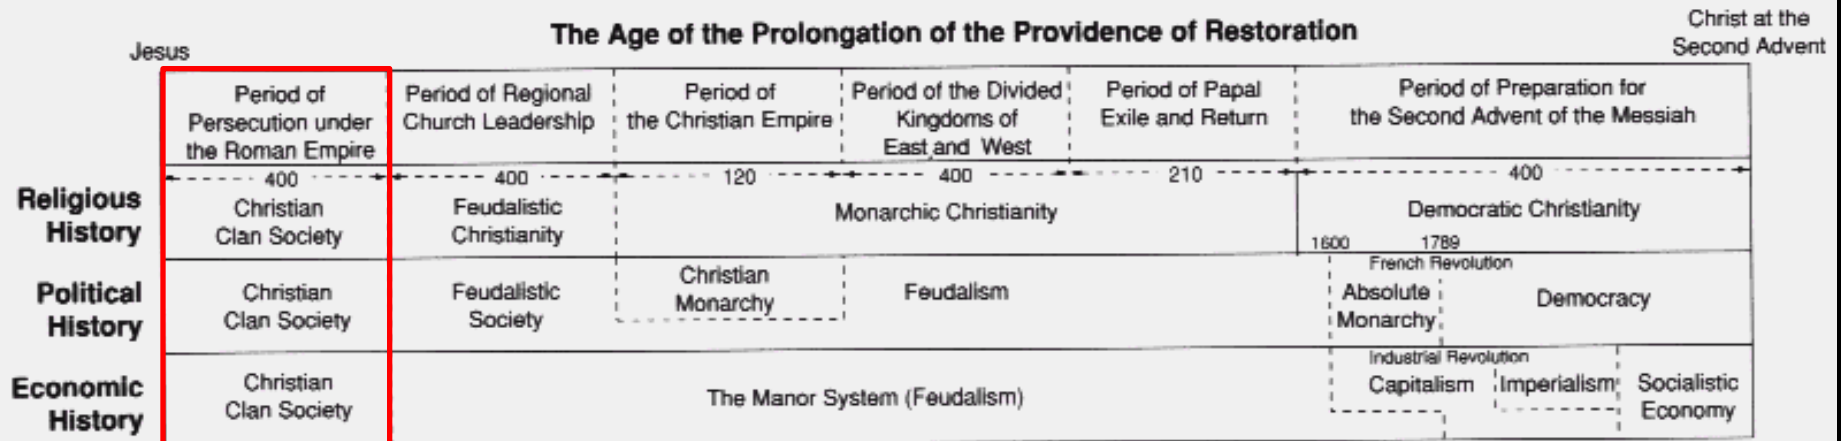 The Age of the Prolongation of the Providence of Restoration
Christ at the
Second Advent
Jesus
Period of
Persecution under
the Roman Empire
Period of Regional
Church Leadership
Period of
the Christian Empire
Period of the Divided
Kingdoms of
East and West
Period of Papal
Exile and Return
Period of Preparation for
the Second Advent of the Messiah
400
400
120
400
210
400
Religious
History
Christian
Clan Society
Feudalistic
Christianity
Monarchic Christianity
Democratic Christianity
1600
1789
French Revolution
Political
History
Christian
Clan Society
Feudalistic
Society
Christian
Monarchy
Feudalism
Absolute
Monarchy
Democracy
Industrial Revolution
Economic
History
Christian
Clan Society
The Manor System (Feudalism)
Capitalism
Imperialism
Socialistic
Economy